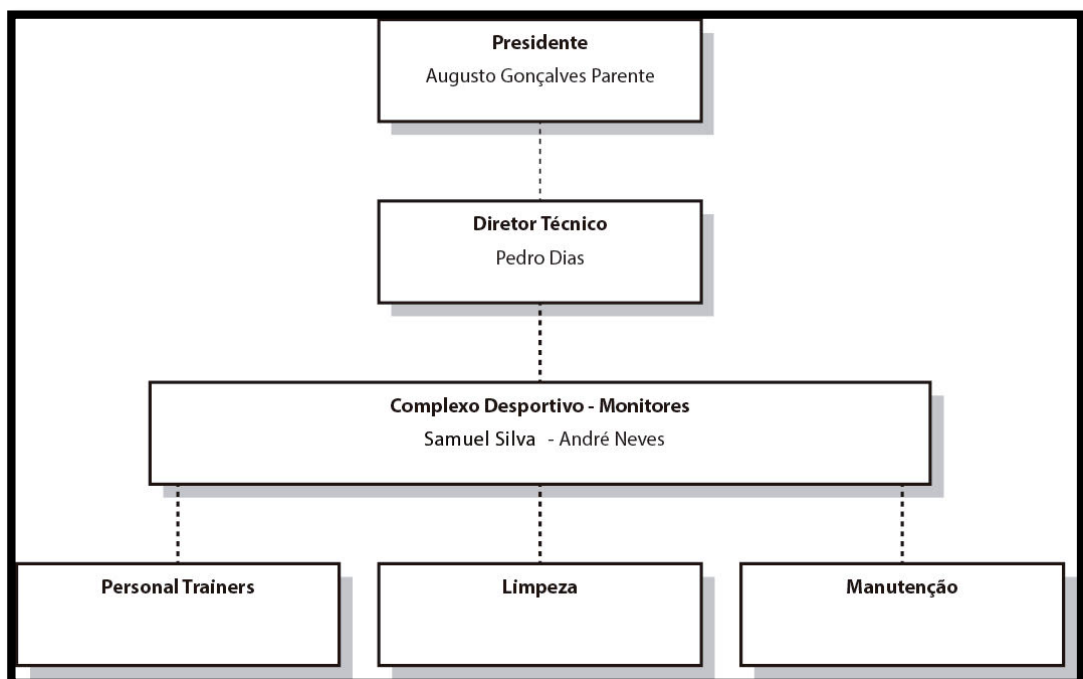 Presidente
Augusto Gonçalves Parente
Diretor Técnico
Pedro Dias
Complexo Desportivo - Monitores
Samuel Silva - André Neves
Personal Trainers
Limpeza
Manutenção